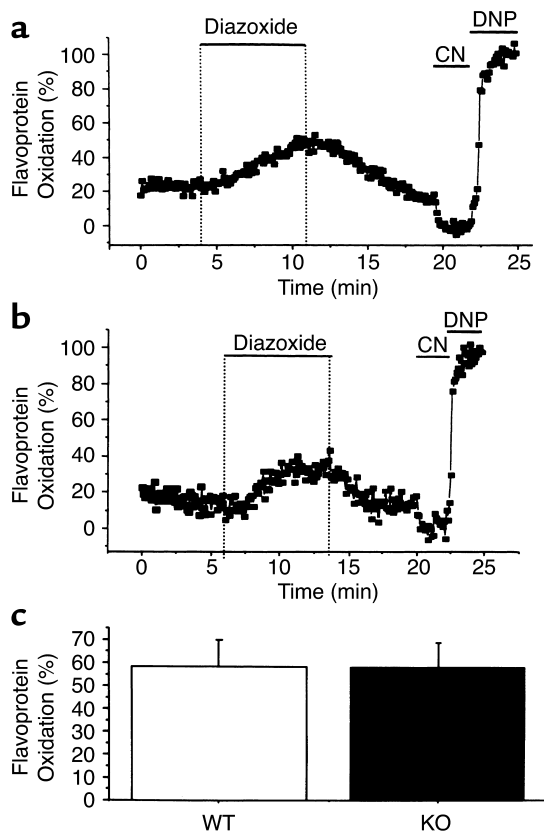 a
DNP
Diazoxide
CN
100
80
60
40
20
0
Flavoprotein
Oxidation (%)
0 5 10 15 20 25
Time (min)
b
DNP
Diazoxide
CN
100
80
60
40
20
0
Flavoprotein
Oxidation (%)
0 5 10 15 20 25
Time (min)
c
70
60
50
40
30
20
10
0
Flavoprotein
Oxidation (%)
WT KO